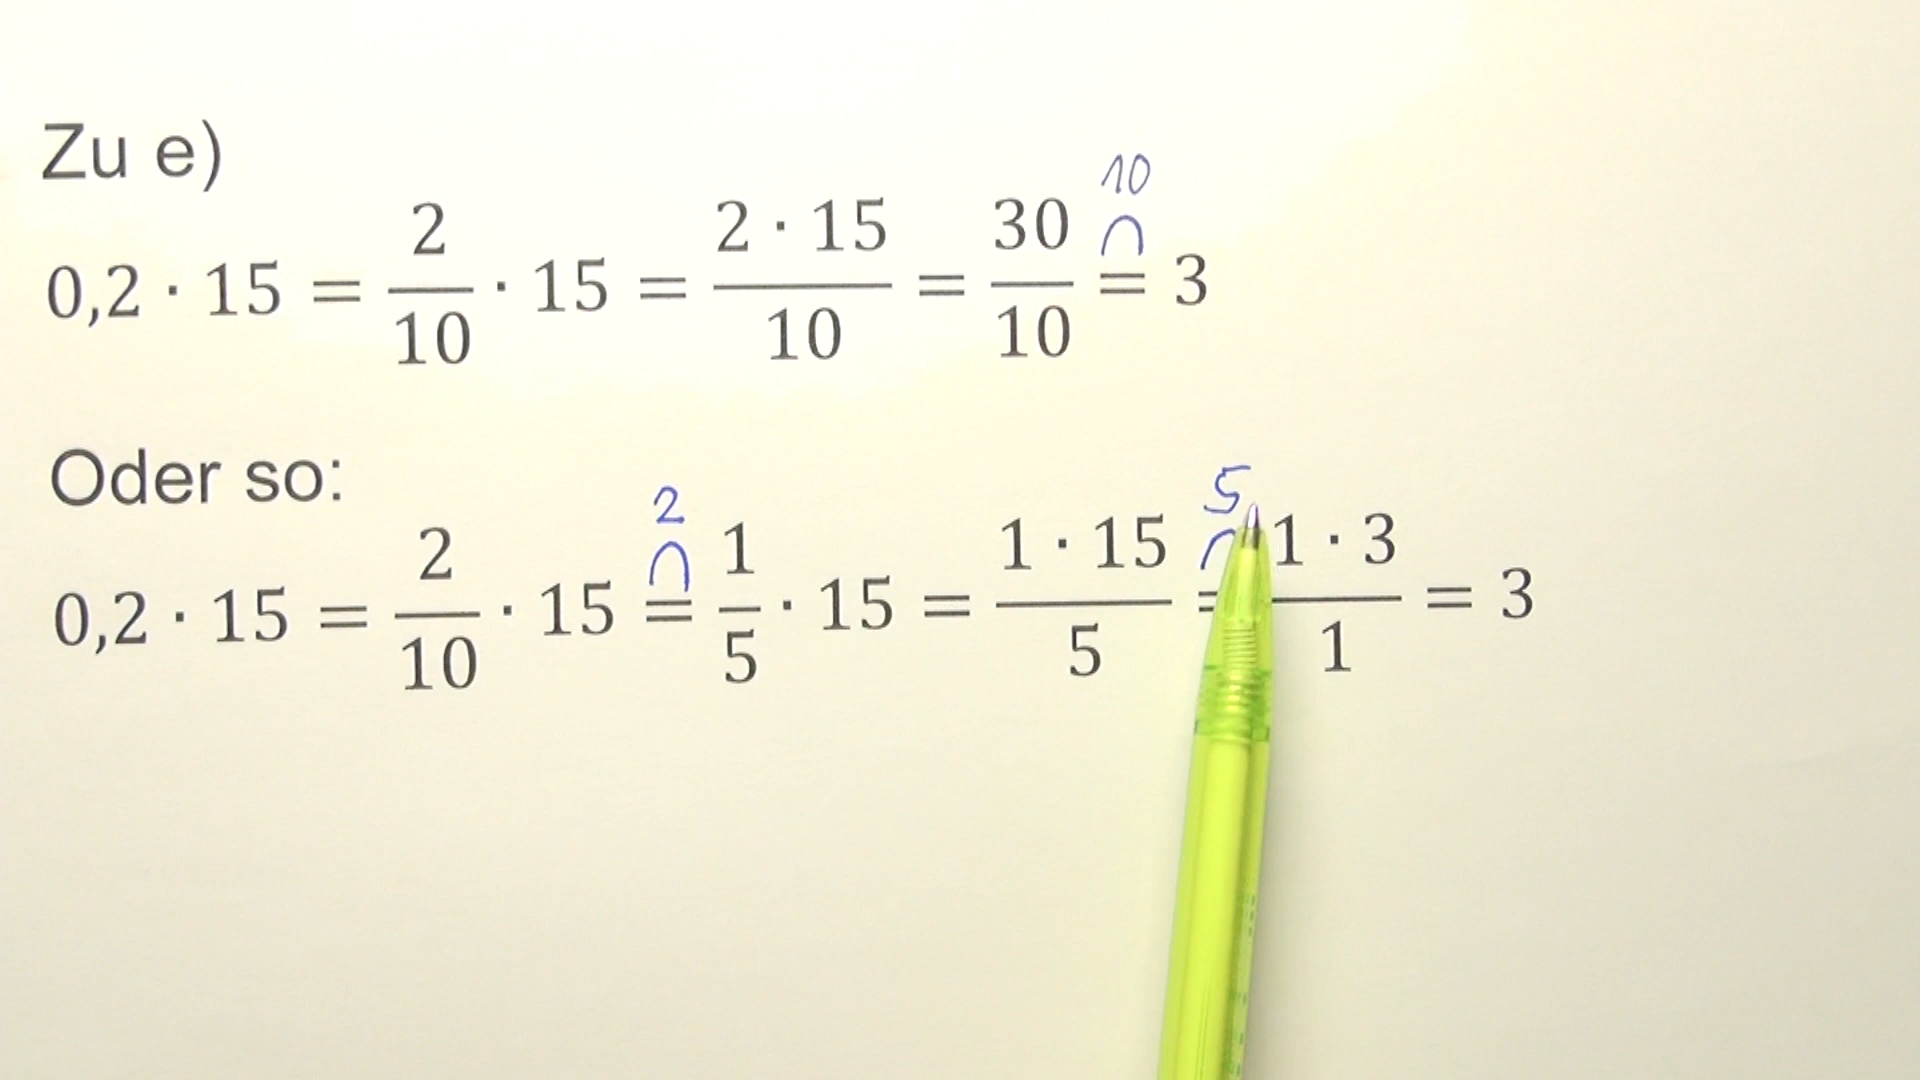 Zu e)
10
0,2 · 15 = 2/10 · 15 = 2 · 15/10 = 30/10 = 3
Oder so:
2 5
0,2 · 15 = 2/10 · 15 = 1/5 · 15 = 1 · 15/5 = 1 · 3/1 = 3